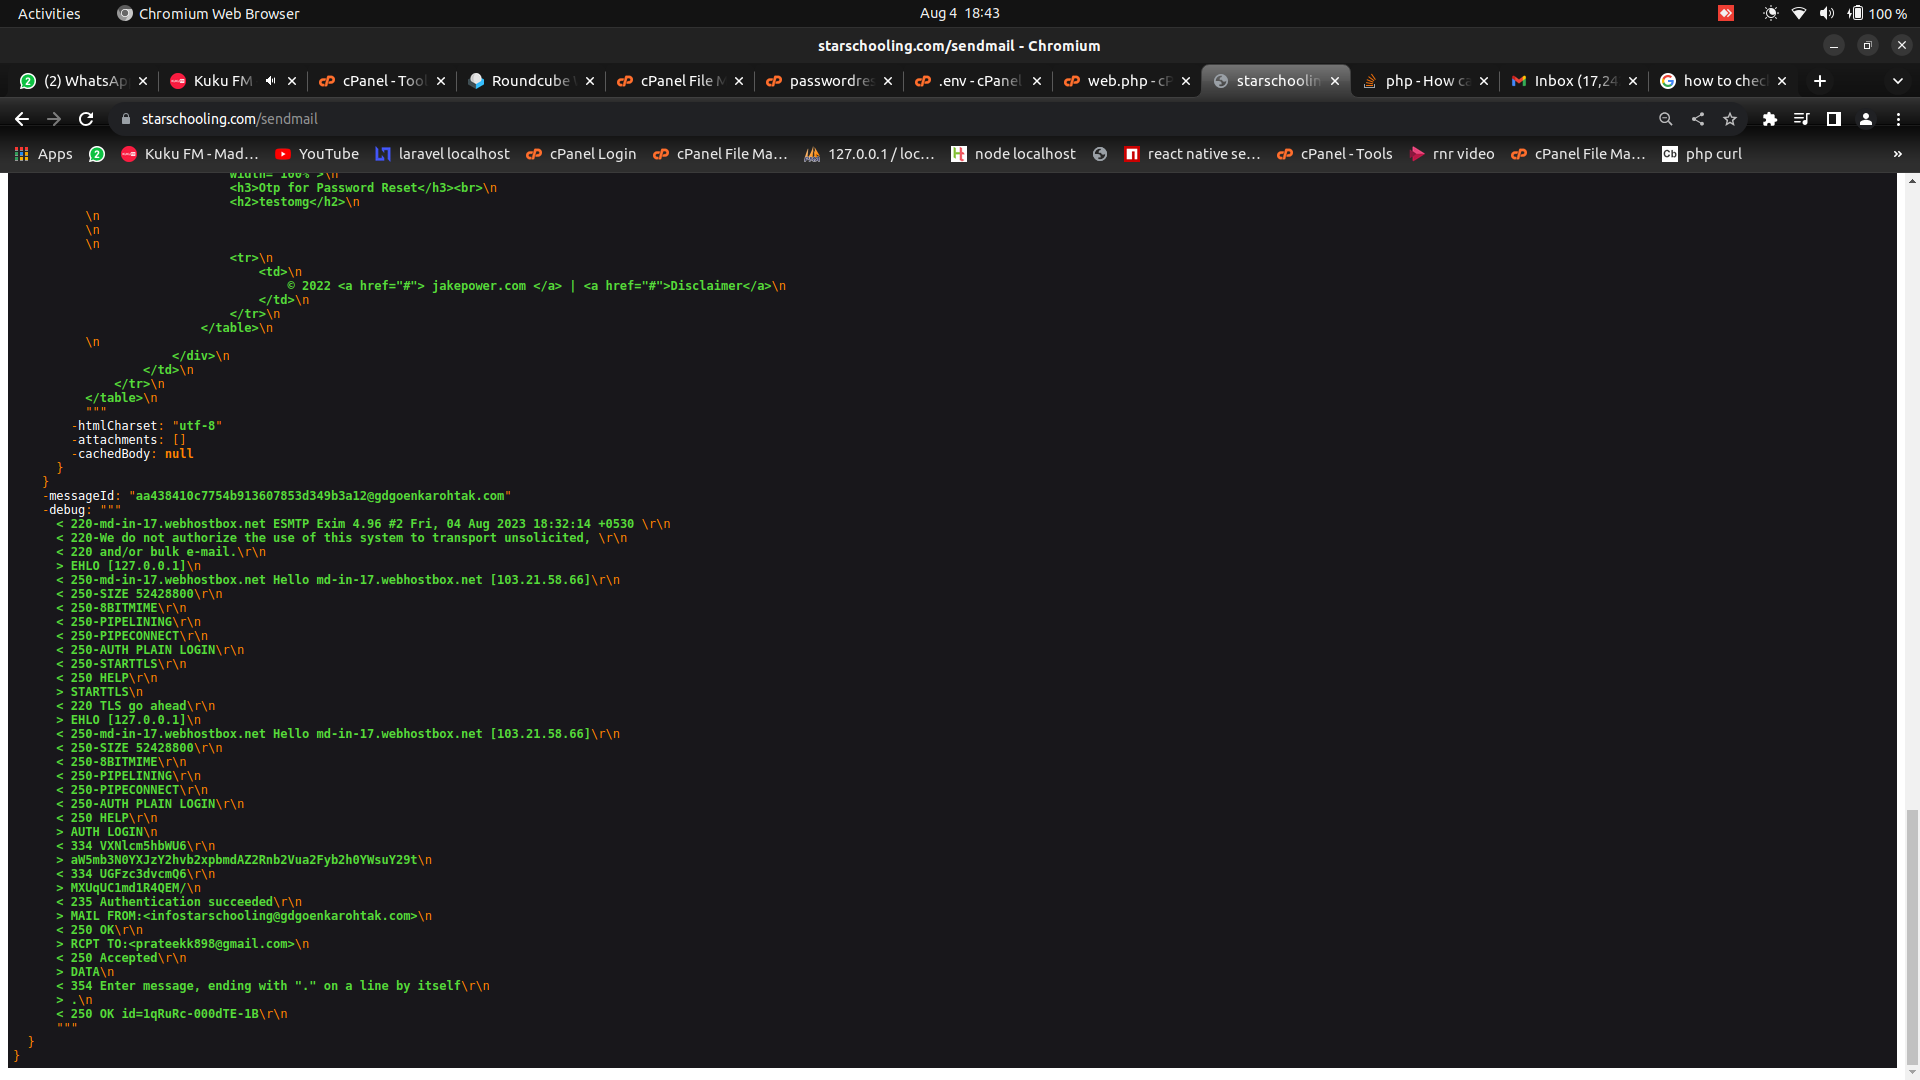 Activities
Chromium Web Browser
Aug 4 18:43
100 %
starschooling.com/sendmail - Chromium
(2) WhatsAp
Kuku FM
cPanel - Tool
Roundcube
cPanel File M
passwordres
.env - cPanel
web.php - cP
starschoolin
php - How ca
Inbox (17,24
how to chec
starschooling.com/sendmail
Apps
Kuku FM - Mad...
YouTube
laravel localhost
cPanel Login
cPanel File Ma...
127.0.0.1 / loc...
node localhost
react native se...
cPanel - Tools
rnr video
cPanel File Ma...
Cb php curl
»
width="100%">\n
<h3>Otp for Password Reset</h3><br>\n
<h2>testomg</h2>\n
\n
\n
\n
<tr>\n
<td>\n
© 2022 <a href="#"> jakepower.com </a> | <a href="#">Disclaimer</a>\n
</td>\n
</tr>\n
</table>\n
\n
</div>\n
</td>\n
</tr>\n
</table>\n
"""
-htmlCharset: "utf-8"
-attachments: []
-cachedBody: null
}
}
-messageId: "aa438410c7754b913607853d349b3a12@gdgoenkarohtak.com"
-debug: """
< 220-md-in-17.webhostbox.net ESMTP Exim 4.96 #2 Fri, 04 Aug 2023 18:32:14 +0530 \r\n
< 220-We do not authorize the use of this system to transport unsolicited, \r\n
< 220 and/or bulk e-mail.\r\n
> EHLO [127.0.0.1]\n
< 250-md-in-17.webhostbox.net Hello md-in-17.webhostbox.net [103.21.58.66]\r\n
< 250-SIZE 52428800\r\n
< 250-8BITMIME\r\n
< 250-PIPELINING\r\n
< 250-PIPECONNECT\r\n
< 250-AUTH PLAIN LOGIN\r\n
< 250-STARTTLS\r\n
< 250 HELP\r\n
> STARTTLS\n
< 220 TLS go ahead\r\n
> EHLO [127.0.0.1]\n
< 250-md-in-17.webhostbox.net Hello md-in-17.webhostbox.net [103.21.58.66]\r\n
< 250-SIZE 52428800\r\n
< 250-8BITMIME\r\n
< 250-PIPELINING\r\n
< 250-PIPECONNECT\r\n
< 250-AUTH PLAIN LOGIN\r\n
< 250 HELP\r\n
> AUTH LOGIN\n
< 334 VXNlcm5hbWU6\r\n
> aW5mb3N0YXJzY2hvb2xpbmdAZ2Rnb2Vua2Fyb2h0YWsuY29t\n
< 334 UGFzc3dvcmQ6\r\n
> MXUqUC1md1R4QEM/\n
< 235 Authentication succeeded\r\n
> MAIL FROM:<infostarschooling@gdgoenkarohtak.com>\n
< 250 OK\r\n
> RCPT TO:<prateekk898@gmail.com>\n
< 250 Accepted\r\n
> DATA\n
< 354 Enter message, ending with "." on a line by itself\r\n
> .\n
< 250 OK id=1qRuRc-000dTE-1B\r\n
"""
}
}